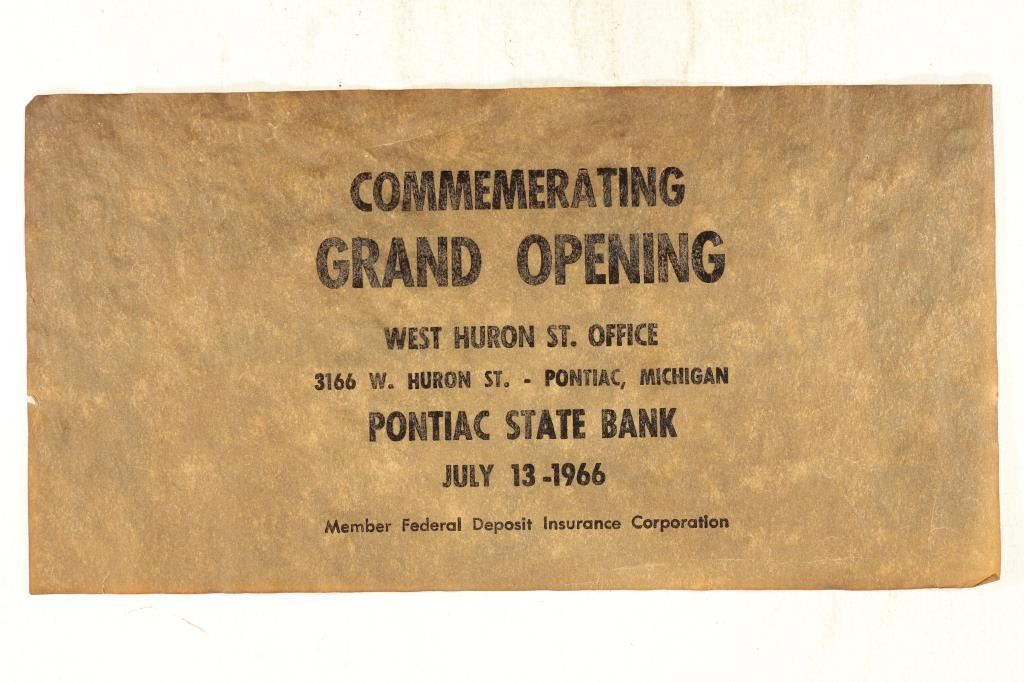 COMMEMERATING
GRAND OPENING
WEST HURON ST. OFFICE
3166 W. HURON ST. - PONTIAC, MICHIGAN
PONTIAC STATE BANK
JULY 13-1966
Member Federal Deposit Insurance Corporation